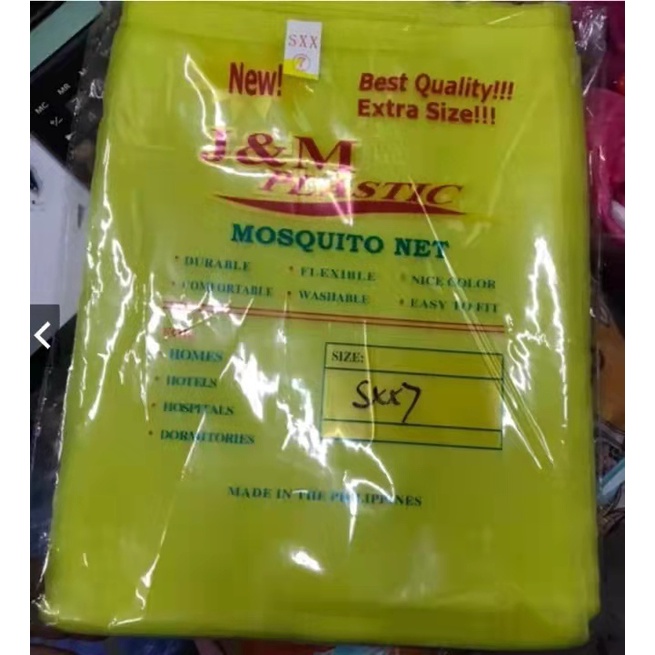 SXX
7
New!
Best Quality!!!
Extra Size!!!
J&M
PLASTIC
MOSQUITO NET
• DURABLE • FLEXIBLE • NICE COLOR
• COMFORTABLE • WASHABLE • EASY TO FIT
• HOMES
• HOTELS
• HOSPITALS
• DORMITORIES
SIZE:
SXX7
MADE IN THE PHILIPPINES